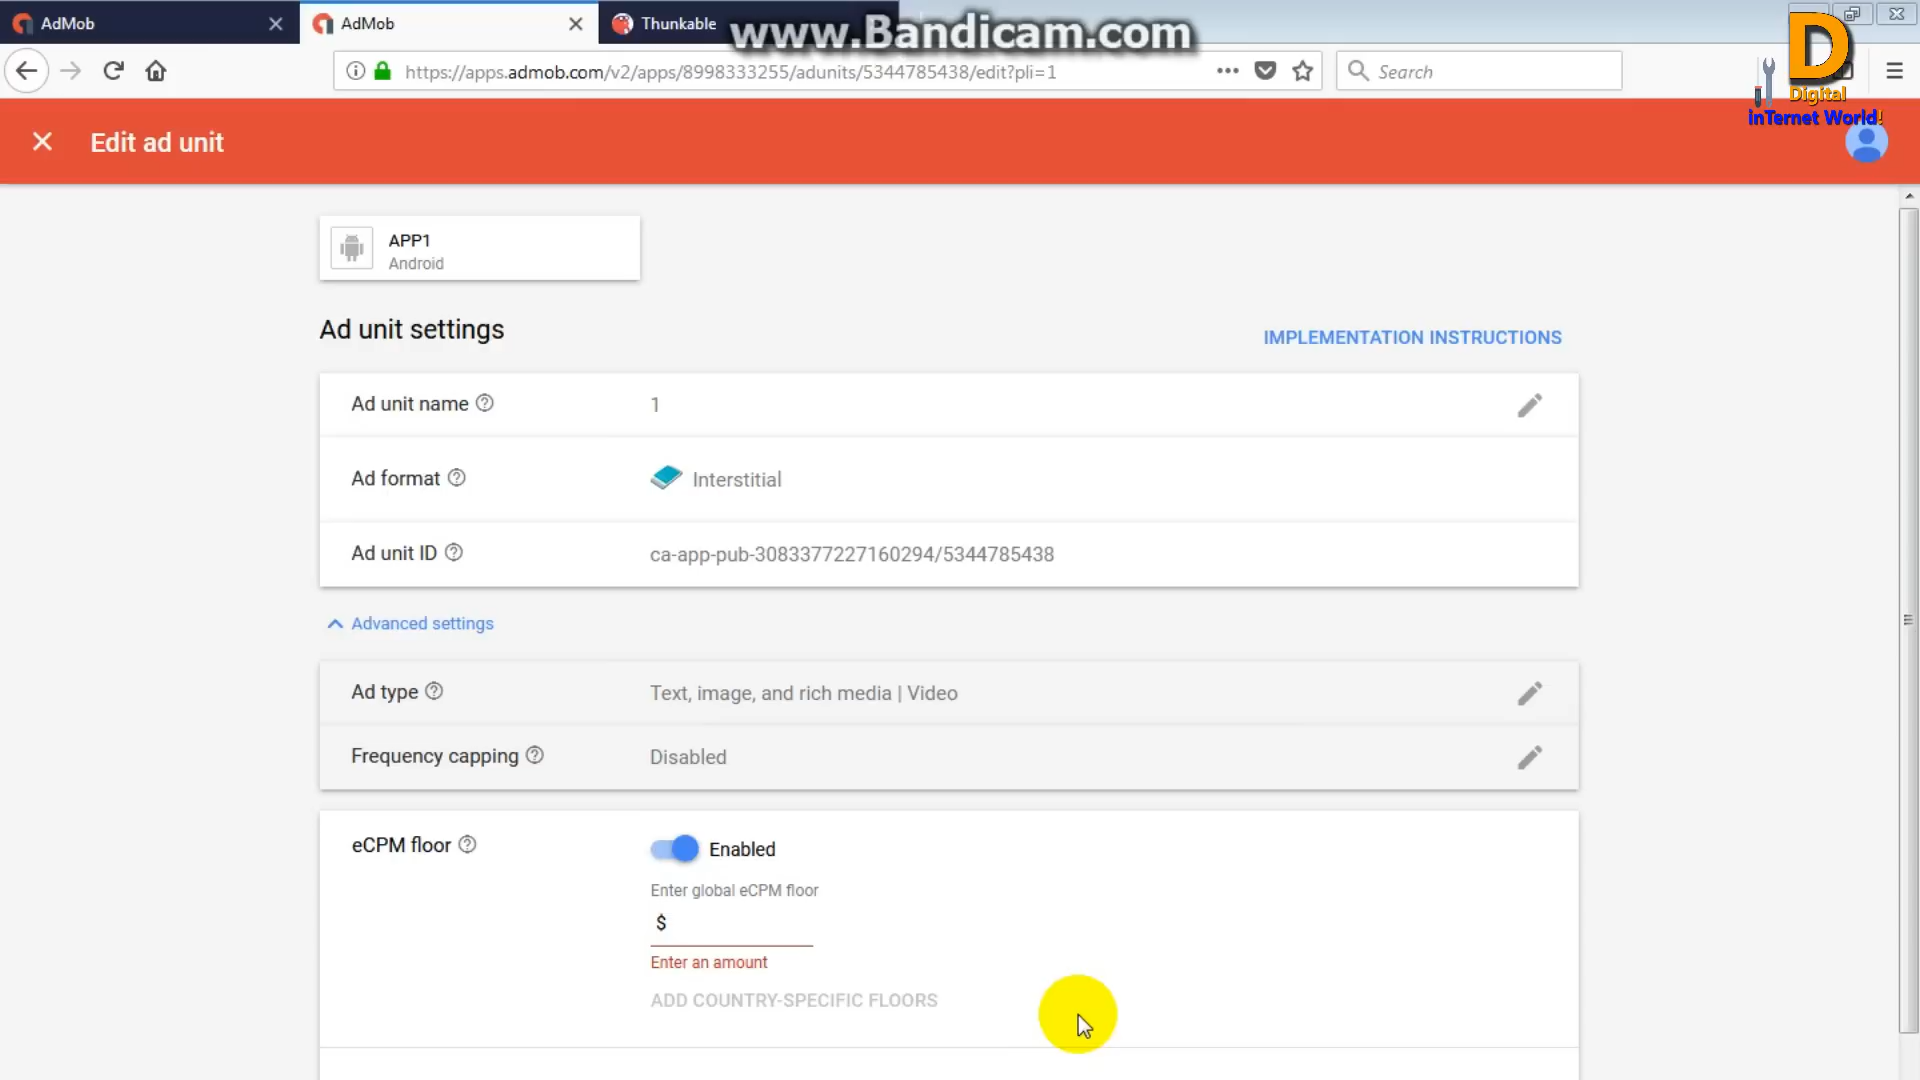 AdMob
AdMob
Thunkable
www.Bandicam.com
https://apps.admob.com/v2/apps/8998333255/adunits/5344785438/edit?pli=1
Search
D
Digital
inTernet World!
Edit ad unit
APP1
Android
Ad unit settings
IMPLEMENTATION INSTRUCTIONS
Ad unit name
1
Ad format
Interstitial
Ad unit ID
ca-app-pub-3083377227160294/5344785438
Advanced settings
Ad type
Text, image, and rich media | Video
Frequency capping
Disabled
eCPM floor
Enabled
Enter global eCPM floor
$
Enter an amount
ADD COUNTRY-SPECIFIC FLOORS